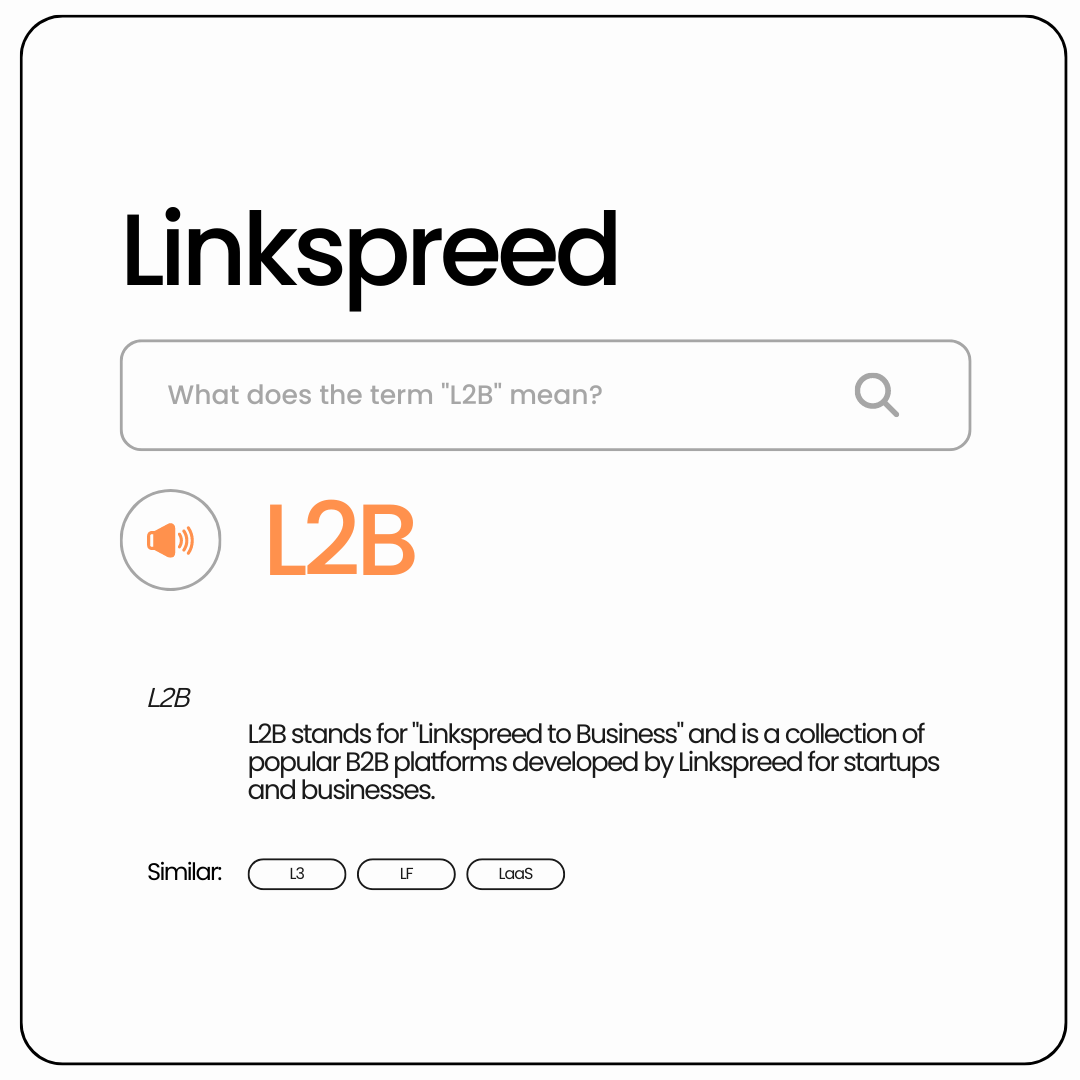 Linkspreed
What does the term "L2B" mean?
L2B
L2B
L2B stands for "Linkspreed to Business" and is a collection of
popular B2B platforms developed by Linkspreed for startups
and businesses.
Similar: L3 LF LaaS